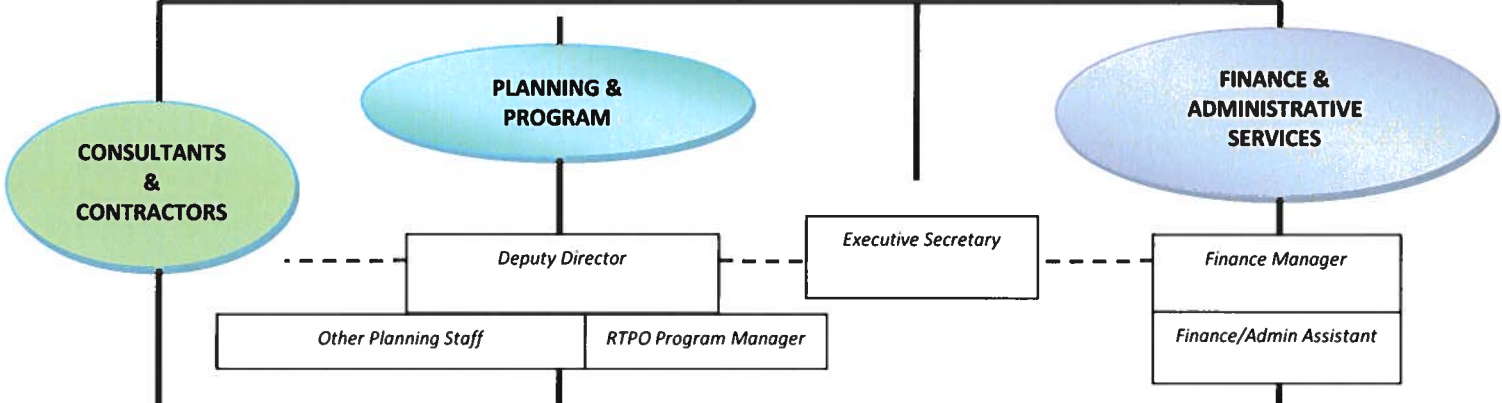 PLANNING &
PROGRAM
FINANCE &
ADMINISTRATIVE
SERVICES
CONSULTANTS
&
CONTRACTORS
Executive Secretary
Deputy Director
Finance Manager
Other Planning Staff
RTPO Program Manager
Finance/Admin Assistant